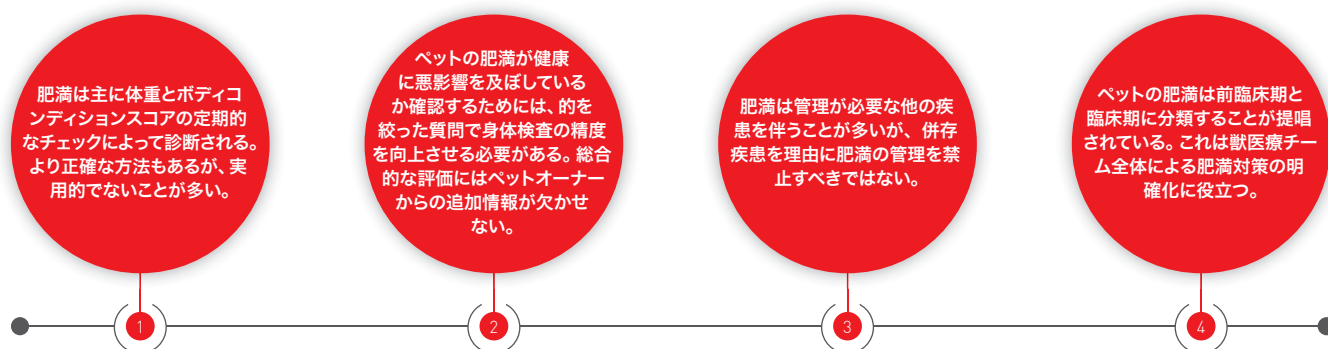 肥満は主に体重とボディコ
ンディションスコアの定期的
なチェックによって診断される。
より正確な方法もあるが、実
用的でないことが多い。
1
ペットの肥満が健康
に悪影響を及ぼしている
か確認するためには、的を
絞った質問で身体検査の精度
を向上させる必要がある。総合
的な評価にはペットオーナー
からの追加情報が欠かせ
ない。
2
肥満は管理が必要な他の疾
患を伴うことが多いが、併存
疾患を理由に肥満の管理を禁
止すべきではない。
3
ペットの肥満は前臨床期と
臨床期に分類することが提唱
されている。これは獣医療チー
ム全体による肥満対策の明
確化に役立つ。
4